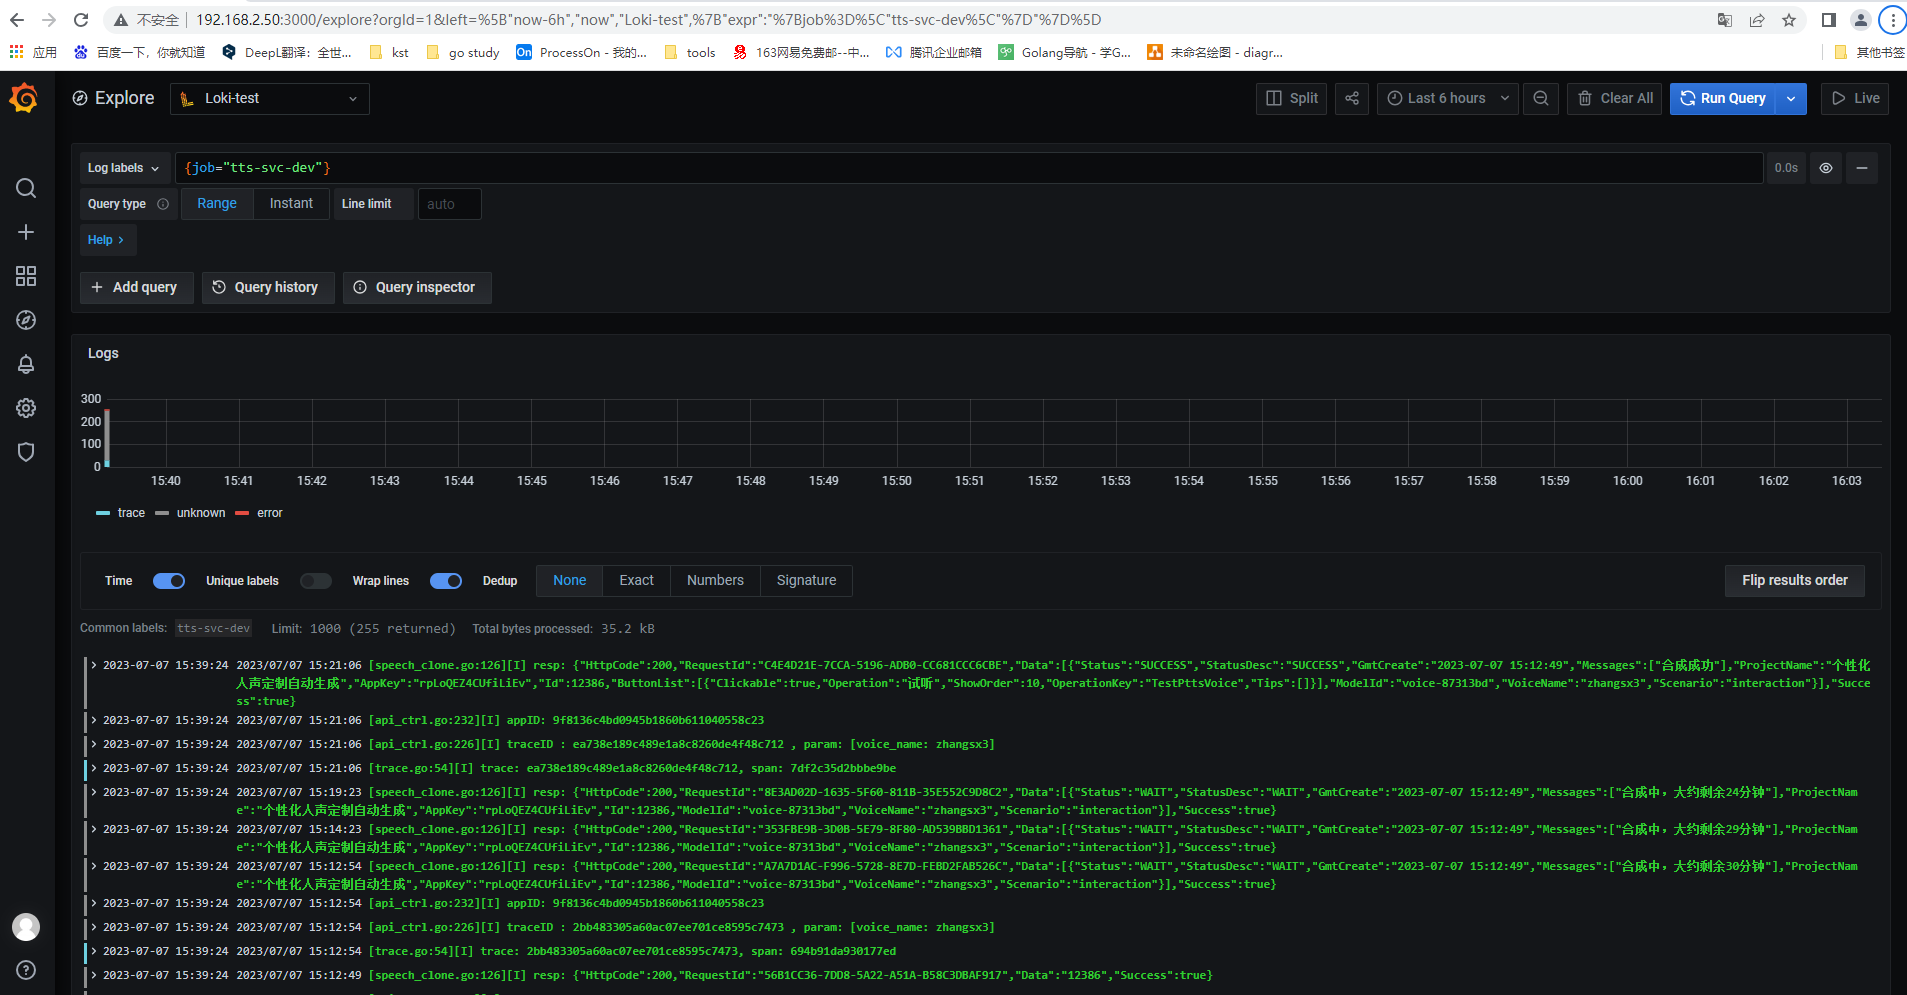 不安全 192.168.2.50:3000/explore?orgId=1&left=%5B"now-6h","now","Loki-test",%7B"expr":"%7Bjob%3D%5C"tts-svc-dev%5C"%7D"%7D%5D
应用 百度一下，你就知道 DeepL翻译：全世... kst go study On ProcessOn - 我的... tools 163网易免费邮--中... 腾讯企业邮箱 Golang导航 - 学G... 未命名绘图 - diagr... 其他书签
Explore Loki-test Split Last 6 hours Clear All Run Query Live
Log labels {job="tts-svc-dev"} 0.0s
Query type Range Instant Line limit auto
Help
Add query Query history Query inspector
Logs
300
200
100
0
15:40 15:41 15:42 15:43 15:44 15:45 15:46 15:47 15:48 15:49 15:50 15:51 15:52 15:53 15:54 15:55 15:56 15:57 15:58 15:59 16:00 16:01 16:02 16:03
trace unknown error
Time Unique labels Wrap lines Dedup None Exact Numbers Signature Flip results order
Common labels: tts-svc-dev Limit: 1000 (255 returned) Total bytes processed: 35.2 kB
2023-07-07 15:39:24 2023/07/07 15:21:06 [speech_clone.go:126][I] resp: {"HttpCode":200,"RequestId":"C4E4D21E-7CCA-5196-ADB0-CC681CCC6CBE","Data":[{"Status":"SUCCESS","StatusDesc":"SUCCESS","GmtCreate":"2023-07-07 15:12:49","Messages":["合成成功"],"ProjectName":"个性化
人声定制自动生成","AppKey":"rpLoQEZ4CUfiLiEv","Id":12386,"ButtonList":[{"Clickable":true,"Operation":"试听","ShowOrder":10,"OperationKey":"TestPttsVoice","Tips":[]}],"ModelId":"voice-87313bd","VoiceName":"zhangsx3","Scenario":"interaction"}],"Succe
ss":true}
2023-07-07 15:39:24 2023/07/07 15:21:06 [api_ctrl.go:232][I] appID: 9f8136c4bd0945b1860b611040558c23
2023-07-07 15:39:24 2023/07/07 15:21:06 [api_ctrl.go:226][I] traceID : ea738e189c489e1a8c8260de4f48c712 , param: [voice_name: zhangsx3]
2023-07-07 15:39:24 2023/07/07 15:21:06 [trace.go:54][I] trace: ea738e189c489e1a8c8260de4f48c712, span: 7df2c35d2bbbe9be
2023-07-07 15:39:24 2023/07/07 15:19:23 [speech_clone.go:126][I] resp: {"HttpCode":200,"RequestId":"8E3AD02D-1635-5F60-811B-35E552C9D8C2","Data":[{"Status":"WAIT","StatusDesc":"WAIT","GmtCreate":"2023-07-07 15:12:49","Messages":["合成中，大约剩余24分钟"],"ProjectNam
e":"个性化人声定制自动生成","AppKey":"rpLoQEZ4CUfiLiEv","Id":12386,"ModelId":"voice-87313bd","VoiceName":"zhangsx3","Scenario":"interaction"}],"Success":true}
2023-07-07 15:39:24 2023/07/07 15:14:23 [speech_clone.go:126][I] resp: {"HttpCode":200,"RequestId":"353FBE9B-3D0B-5E79-8F80-AD539BBD1361","Data":[{"Status":"WAIT","StatusDesc":"WAIT","GmtCreate":"2023-07-07 15:12:49","Messages":["合成中，大约剩余29分钟"],"ProjectNam
e":"个性化人声定制自动生成","AppKey":"rpLoQEZ4CUfiLiEv","Id":12386,"ModelId":"voice-87313bd","VoiceName":"zhangsx3","Scenario":"interaction"}],"Success":true}
2023-07-07 15:39:24 2023/07/07 15:12:54 [speech_clone.go:126][I] resp: {"HttpCode":200,"RequestId":"A7A7D1AC-F996-5728-8E7D-FEBD2FAB526C","Data":[{"Status":"WAIT","StatusDesc":"WAIT","GmtCreate":"2023-07-07 15:12:49","Messages":["合成中，大约剩余30分钟"],"ProjectNam
e":"个性化人声定制自动生成","AppKey":"rpLoQEZ4CUfiLiEv","Id":12386,"ModelId":"voice-87313bd","VoiceName":"zhangsx3","Scenario":"interaction"}],"Success":true}
2023-07-07 15:39:24 2023/07/07 15:12:54 [api_ctrl.go:232][I] appID: 9f8136c4bd0945b1860b611040558c23
2023-07-07 15:39:24 2023/07/07 15:12:54 [api_ctrl.go:226][I] traceID : 2bb483305a60ac07ee701ce8595c7473 , param: [voice_name: zhangsx3]
2023-07-07 15:39:24 2023/07/07 15:12:54 [trace.go:54][I] trace: 2bb483305a60ac07ee701ce8595c7473, span: 694b91da930177ed
2023-07-07 15:39:24 2023/07/07 15:12:49 [speech_clone.go:126][I] resp: {"HttpCode":200,"RequestId":"56B1CC36-7DD8-5A22-A51A-B58C3DBAF917","Data":"12386","Success":true}